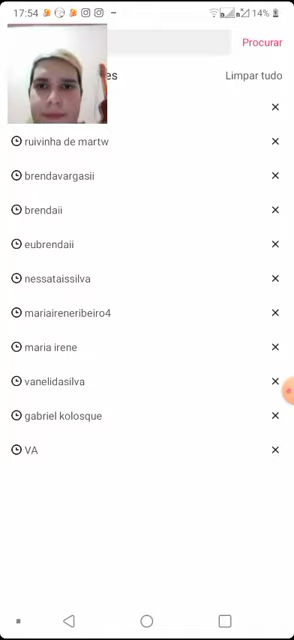 17:54 14%
Procurar
es Limpar tudo
ruivinha de martw
brendavargasii
brendaii
eubrendaii
nessataissilva
mariaireneribeiro4
maria irene
vanelidasilva
gabriel kolosque
VA